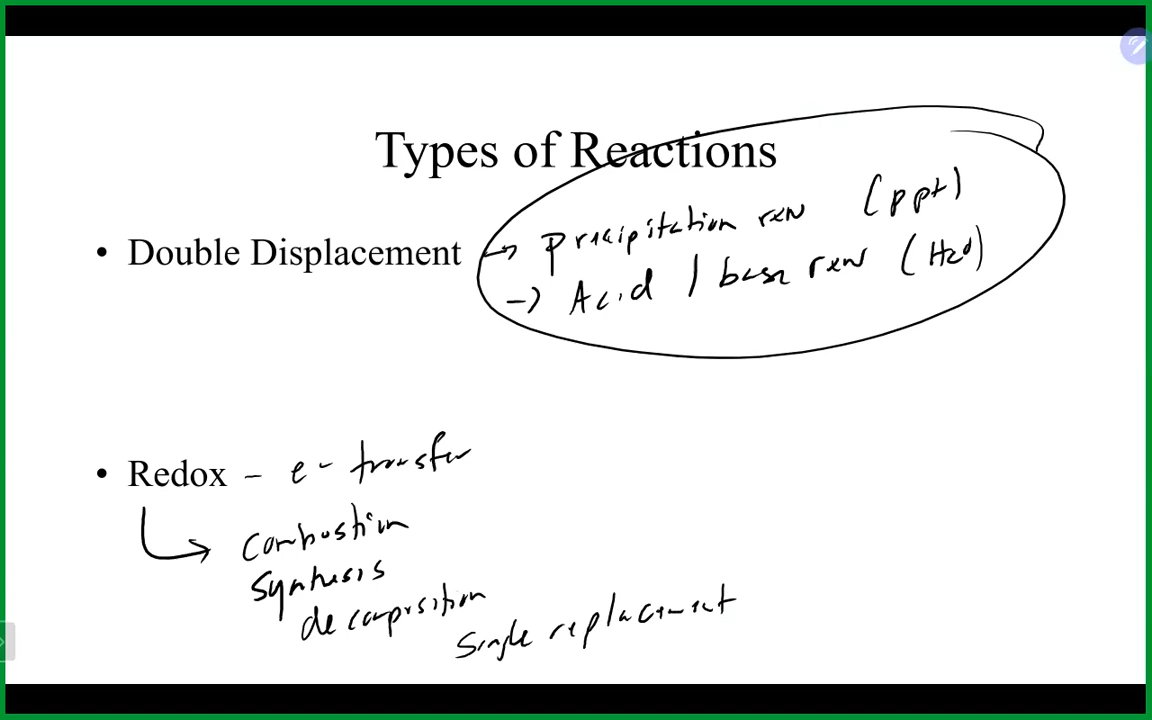 Types of Reactions
• Double Displacement → Precipitation rxn (ppt)
→ Acid / base rxn (H2O)
• Redox – e- transfer
Combustion
Synthesis
decomposition
Single replacement